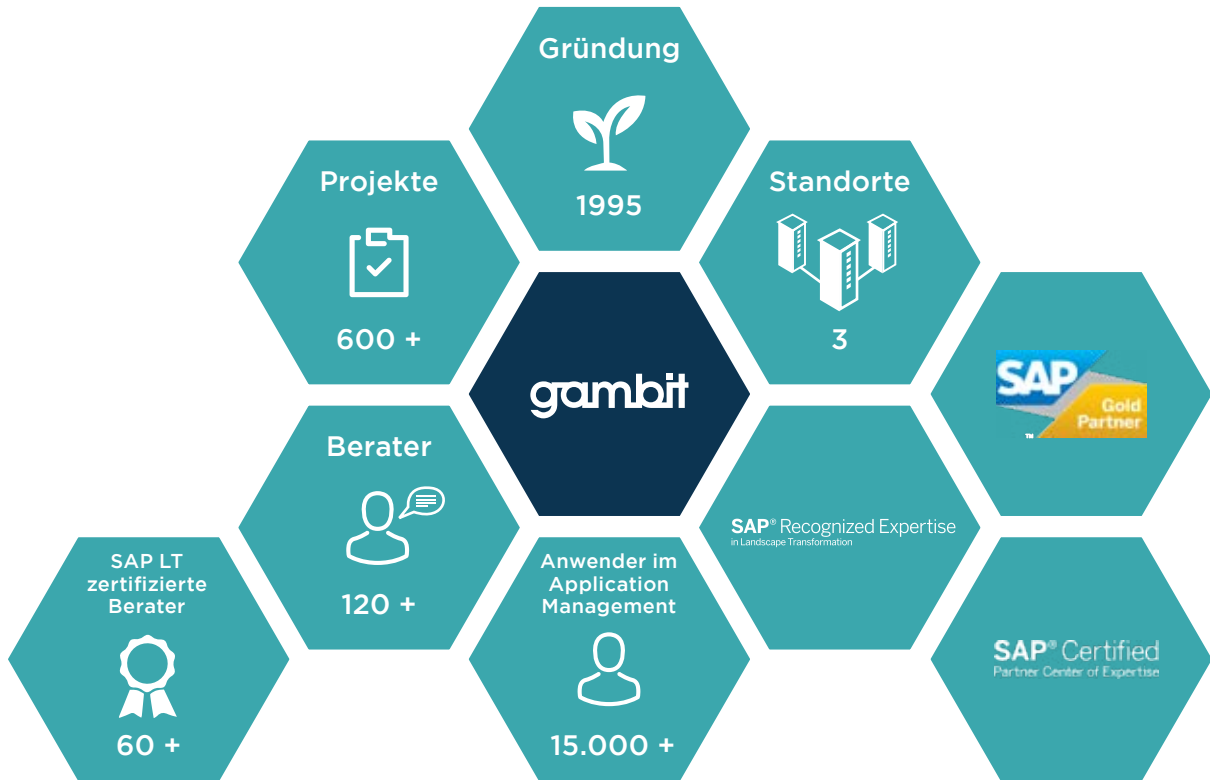 Gründung
1995
Projekte
600 +
Standorte
3
gambit
SAP
Gold
Partner
™
Berater
120 +
SAP® Recognized Expertise
in Landscape Transformation
SAP LT
zertifizierte
Berater
60 +
Anwender im
Application
Management
15.000 +
SAP® Certified
Partner Center of Expertise